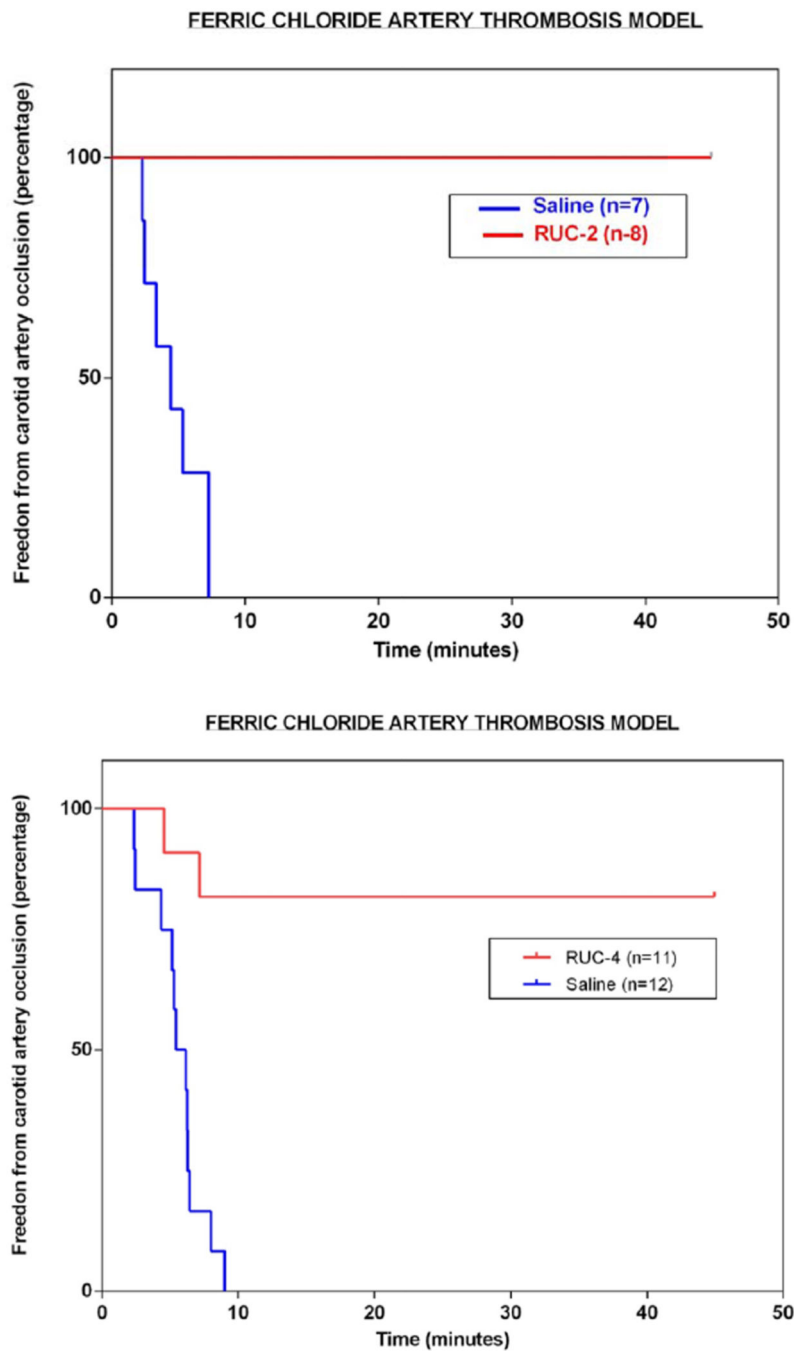 FERRIC CHLORIDE ARTERY THROMBOSIS MODEL
Freedon from carotid artery occlusion (percentage)
100
50
0
Saline (n=7)
RUC-2 (n-8)
0 10 20 30 40 50
Time (minutes)
FERRIC CHLORIDE ARTERY THROMBOSIS MODEL
Freedon from carotid artery occlusion (percentage)
100
50
0
RUC-4 (n=11)
Saline (n=12)
0 10 20 30 40 50
Time (minutes)